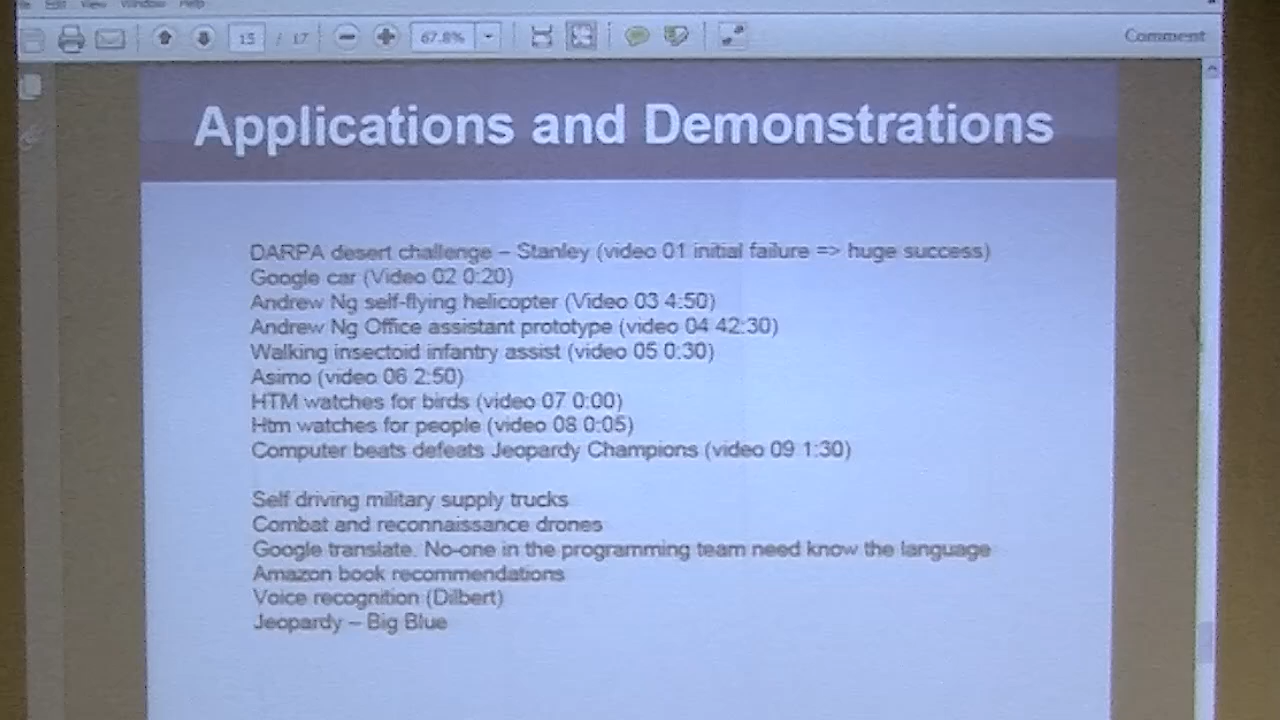 Edit View Window Help
15 / 17
67.8%
Comment
Applications and Demonstrations
DARPA desert challenge – Stanley (video 01 initial failure => huge success)
Google car (Video 02 0:20)
Andrew Ng self-flying helicopter (Video 03 4:50)
Andrew Ng Office assistant prototype (video 04 42:30)
Walking insectoid infantry assist (video 05 0:30)
Asimo (video 06 2:50)
HTM watches for birds (video 07 0:00)
Htm watches for people (video 08 0:05)
Computer beats defeats Jeopardy Champions (video 09 1:30)
Self driving military supply trucks
Combat and reconnaissance drones
Google translate. No-one in the programming team need know the language
Amazon book recommendations
Voice recognition (Dilbert)
Jeopardy – Big Blue